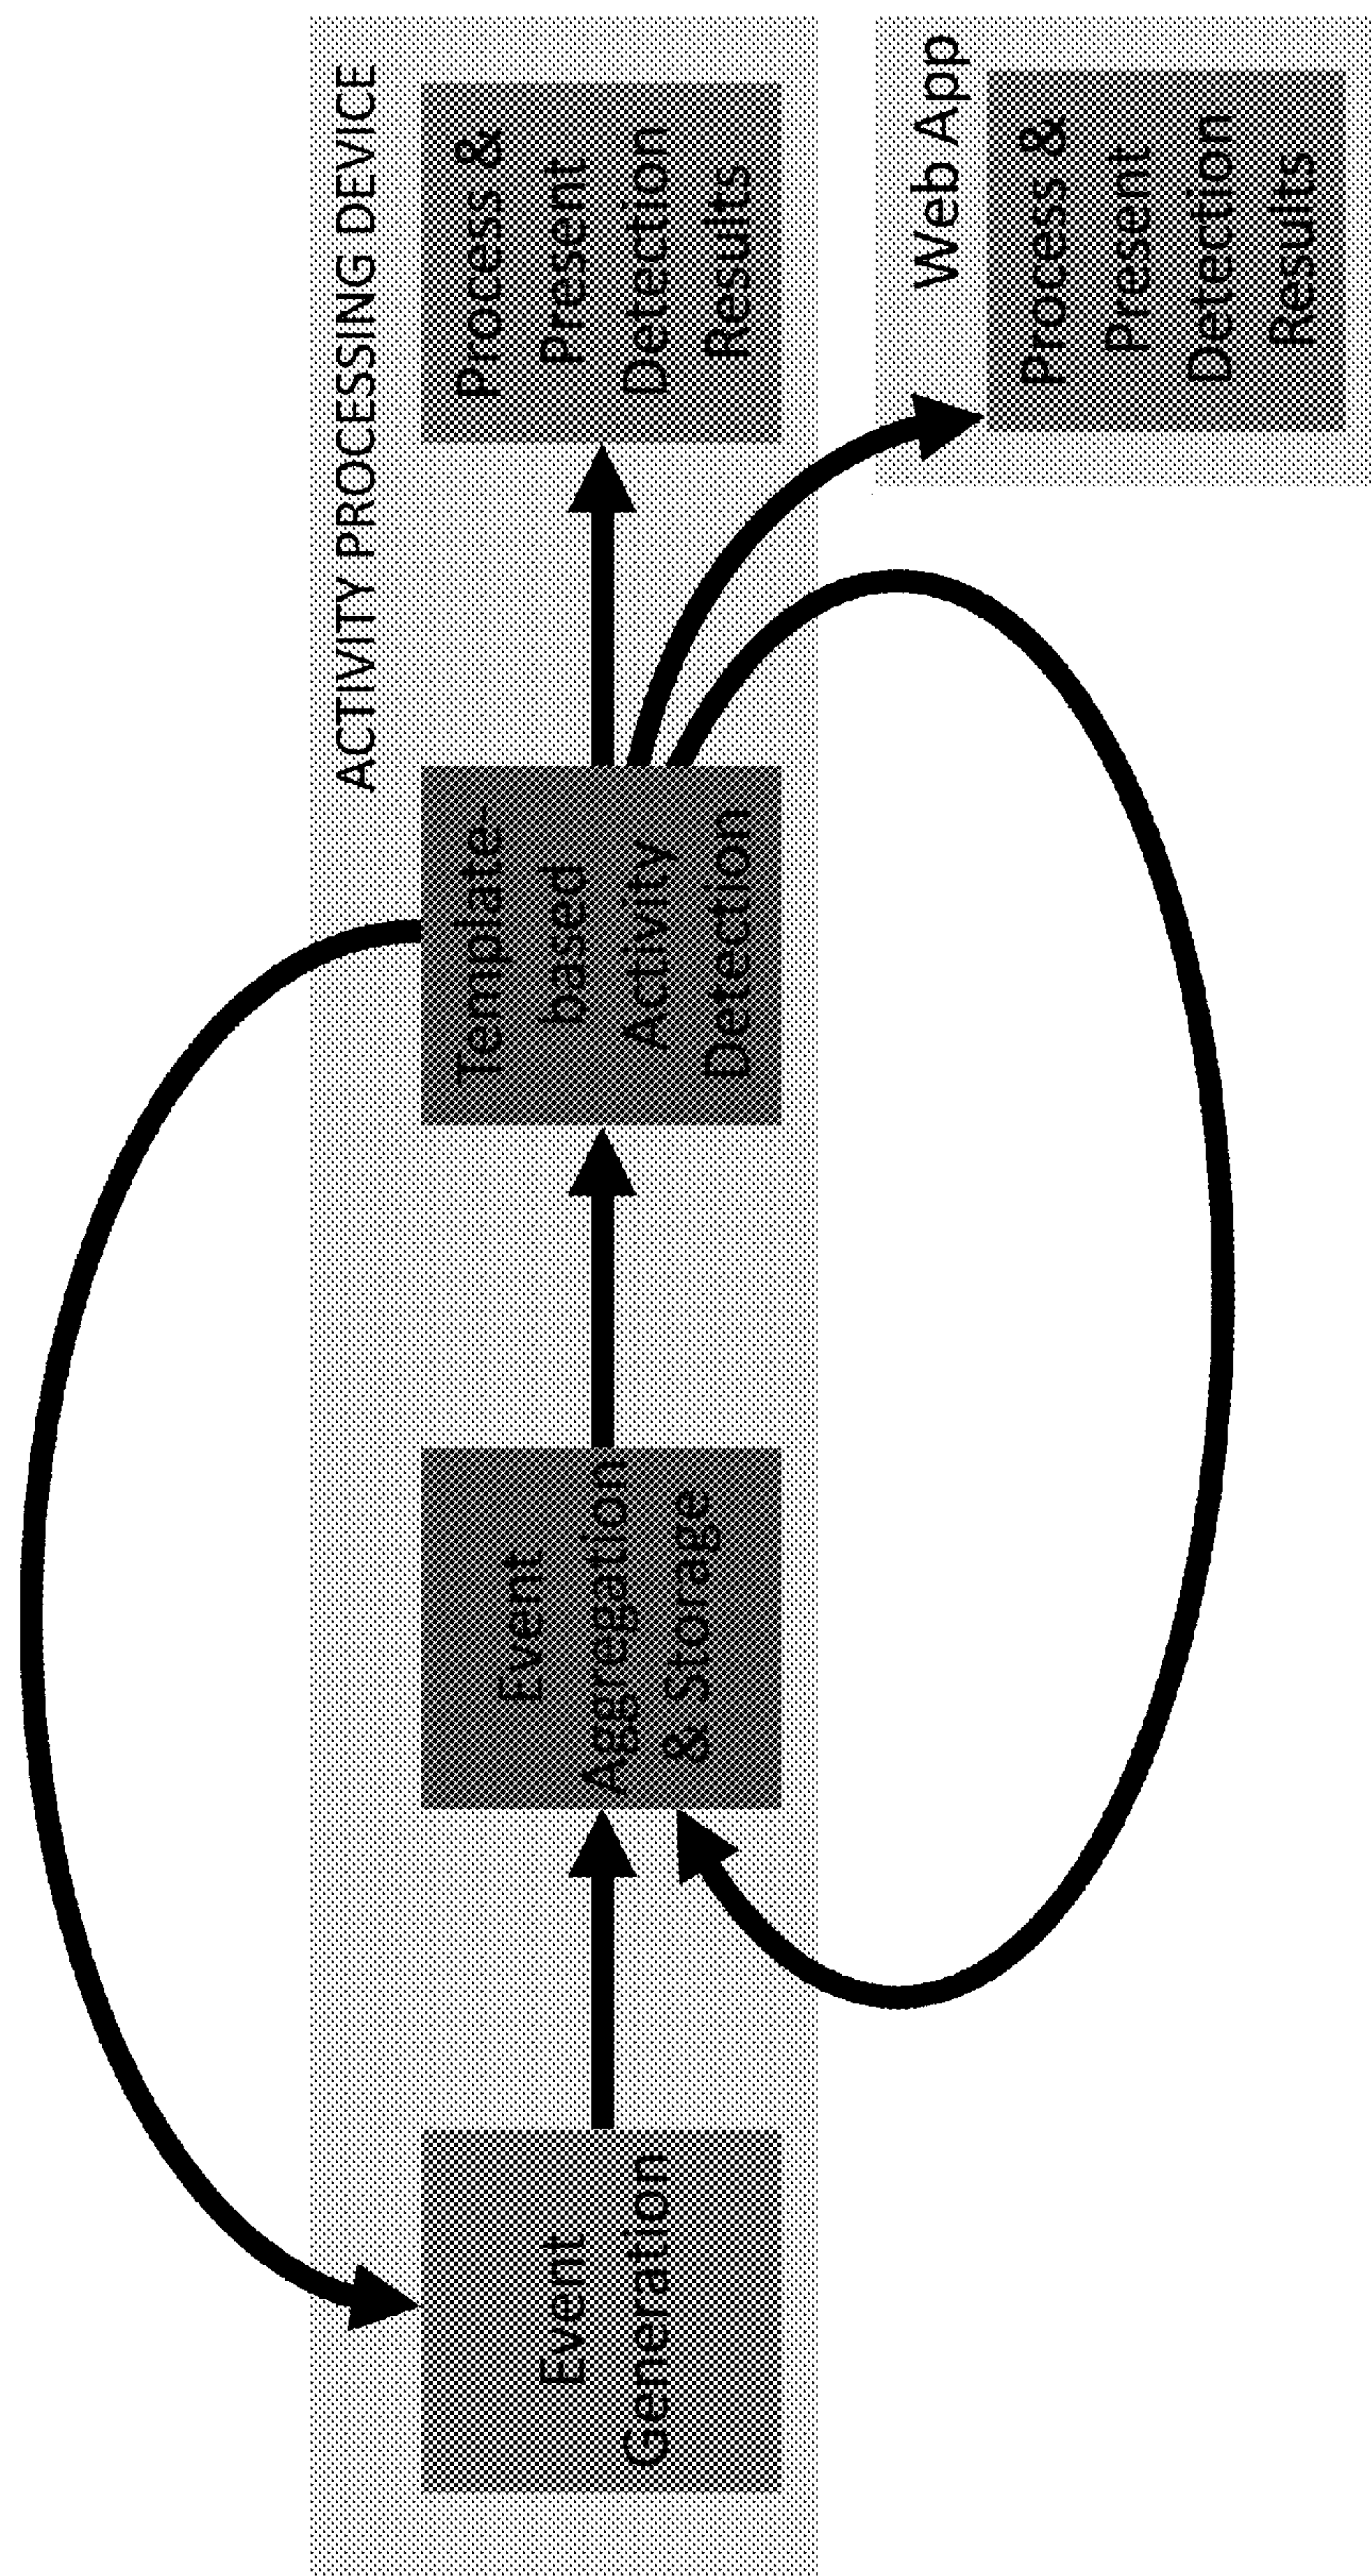 ACTIVITY PROCESSING DEVICE
Event
Generation
Event
Aggregation
& Storage
Template-
based
Activity
Detection
Process &
Present
Detection
Results
Web App
Process &
Present
Detection
Results